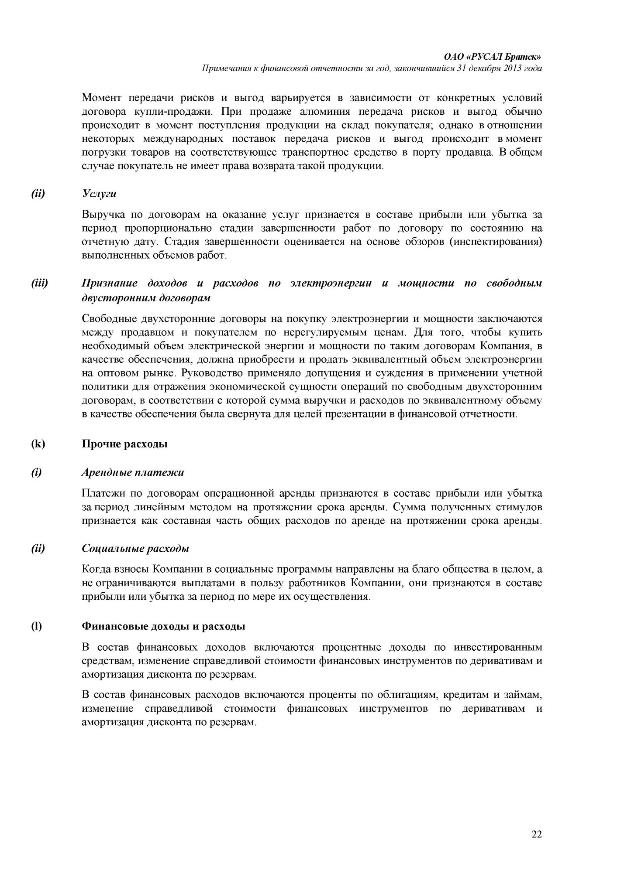 ОАО «РУСАЛ Братск»
Примечания к финансовой отчетности за год, закончившийся 31 декабря 2013 года
Момент передачи рисков и выгод варьируется в зависимости от конкретных условий
договора купли-продажи. При продаже алюминия передача рисков и выгод обычно
происходит в момент поступления продукции на склад покупателя; однако в отношении
некоторых международных поставок передача рисков и выгод происходит в момент
погрузки товаров на соответствующее транспортное средство в порту продавца. В общем
случае покупатель не имеет права возврата такой продукции.
(ii) Услуги
Выручка по договорам на оказание услуг признается в составе прибыли или убытка за
период пропорционально стадии завершенности работ по договору по состоянию на
отчетную дату. Стадия завершенности оценивается на основе обзоров (инспектирования)
выполненных объемов работ.
(iii) Признание доходов и расходов по электроэнергии и мощности по свободным
двусторонним договорам
Свободные двухсторонние договоры на покупку электроэнергии и мощности заключаются
между продавцом и покупателем по нерегулируемым ценам. Для того, чтобы купить
необходимый объем электрической энергии и мощности по таким договорам Компания, в
качестве обеспечения, должна приобрести и продать эквивалентный объем электроэнергии
на оптовом рынке. Руководство применяло допущения и суждения в применении учетной
политики для отражения экономической сущности операций по свободным двухсторонним
договорам, в соответствии с которой сумма выручки и расходов по эквивалентному объему
в качестве обеспечения была свернута для целей презентации в финансовой отчетности.
(k) Прочие расходы
(i) Арендные платежи
Платежи по договорам операционной аренды признаются в составе прибыли или убытка
за период линейным методом на протяжении срока аренды. Сумма полученных стимулов
признается как составная часть общих расходов по аренде на протяжении срока аренды.
(ii) Социальные расходы
Когда взносы Компании в социальные программы направлены на благо общества в целом, а
не ограничиваются выплатами в пользу работников Компании, они признаются в составе
прибыли или убытка за период по мере их осуществления.
(l) Финансовые доходы и расходы
В состав финансовых доходов включаются процентные доходы по инвестированным
средствам, изменение справедливой стоимости финансовых инструментов по деривативам и
амортизация дисконта по резервам.
В состав финансовых расходов включаются проценты по облигациям, кредитам и займам,
изменение справедливой стоимости финансовых инструментов по деривативам и
амортизация дисконта по резервам.
22